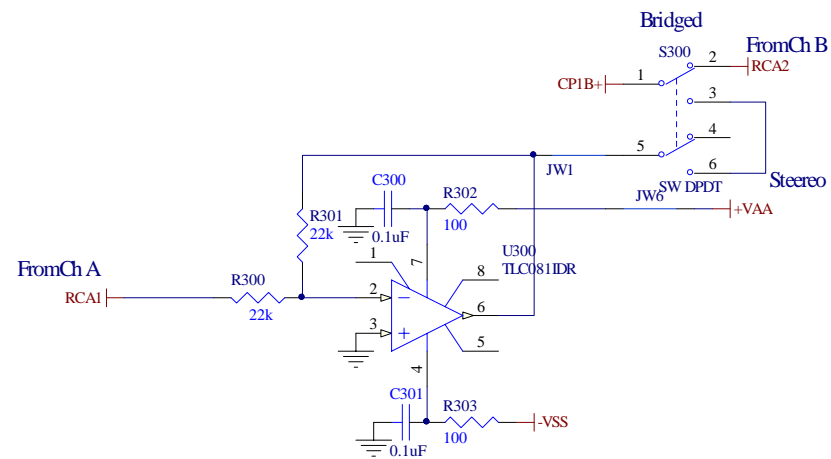 Bridged
S300
FromCh B
2
RCA2
CP1B+
1
3
4
5
6
JW1
SW DPDT
Steereo
JW6
+VAA
C300
0.1uF
R302
100
R301
22k
U300
TLC081IDR
FromCh A
RCA1
R300
22k
1
7
8
2
−
6
3
+
5
4
C301
0.1uF
R303
100
-VSS